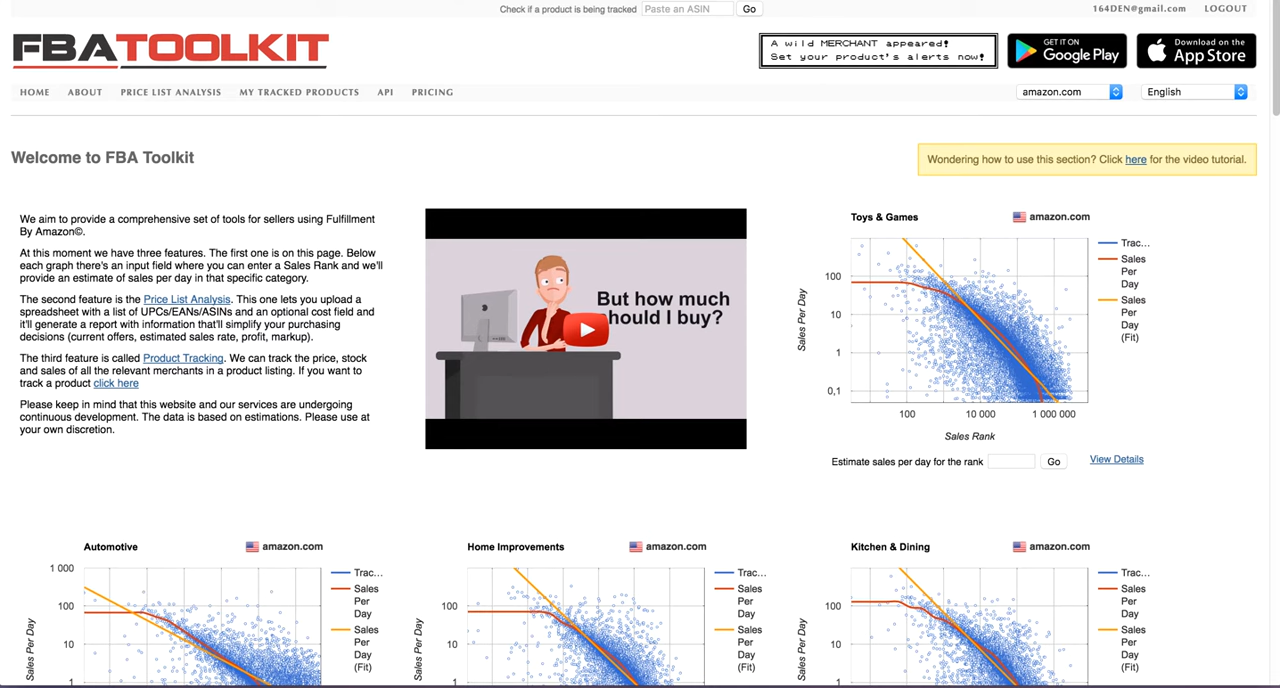 Check if a product is being tracked Paste an ASIN Go
164DEN@gmail.com LOGOUT
FBATOOLKIT
A wild MERCHANT appeared!
Set your product's alerts now!
GET IT ON
Google Play
Download on the
App Store
HOME ABOUT PRICE LIST ANALYSIS MY TRACKED PRODUCTS API PRICING
amazon.com English
Welcome to FBA Toolkit
Wondering how to use this section? Click here for the video tutorial.
We aim to provide a comprehensive set of tools for sellers using Fulfillment
By Amazon©.
At this moment we have three features. The first one is on this page. Below
each graph there's an input field where you can enter a Sales Rank and we'll
provide an estimate of sales per day in that specific category.
The second feature is the Price List Analysis. This one lets you upload a
spreadsheet with a list of UPCs/EANs/ASINs and an optional cost field and
it'll generate a report with information that'll simplify your purchasing
decisions (current offers, estimated sales rate, profit, markup).
The third feature is called Product Tracking. We can track the price, stock
and sales of all the relevant merchants in a product listing. If you want to
track a product click here
Please keep in mind that this website and our services are undergoing
continuous development. The data is based on estimations. Please use at
your own discretion.
But how much
should I buy?
Toys & Games amazon.com
Sales Per Day
100
10
1
0,1
100 10 000 1 000 000
Sales Rank
Trac...
Sales
Per
Day
Sales
Per
Day
(Fit)
Estimate sales per day for the rank Go View Details
Automotive amazon.com
Sales Per Day
1 000
100
10
1
Trac...
Sales
Per
Day
Sales
Per
Day
(Fit)
Home Improvements amazon.com
Sales Per Day
100
10
1
Trac...
Sales
Per
Day
Sales
Per
Day
(Fit)
Kitchen & Dining amazon.com
Sales Per Day
100
10
1
Trac...
Sales
Per
Day
Sales
Per
Day
(Fit)